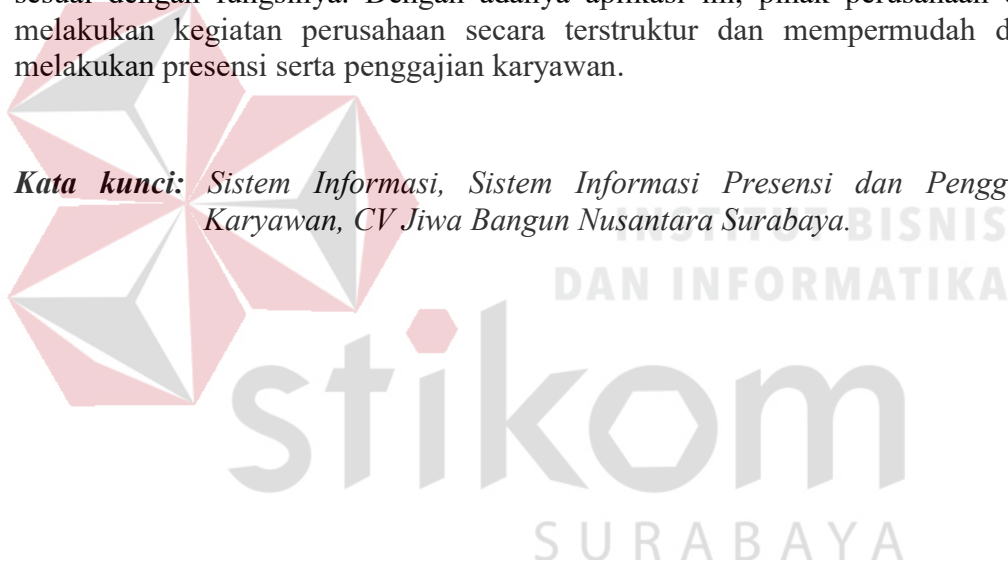 sesuai dengan fungsinya. Dengan adanya aplikasi ini, pihak perusahaan
melakukan kegiatan perusahaan secara terstruktur dan mempermudah
melakukan presensi serta penggajian karyawan.
Kata kunci: Sistem Informasi, Sistem Informasi Presensi dan
Karyawan, CV Jiwa Bangun Nusantara Surabaya.
INSTITUT BISNIS
DAN INFORMATIKA
stikom
SURABAYA